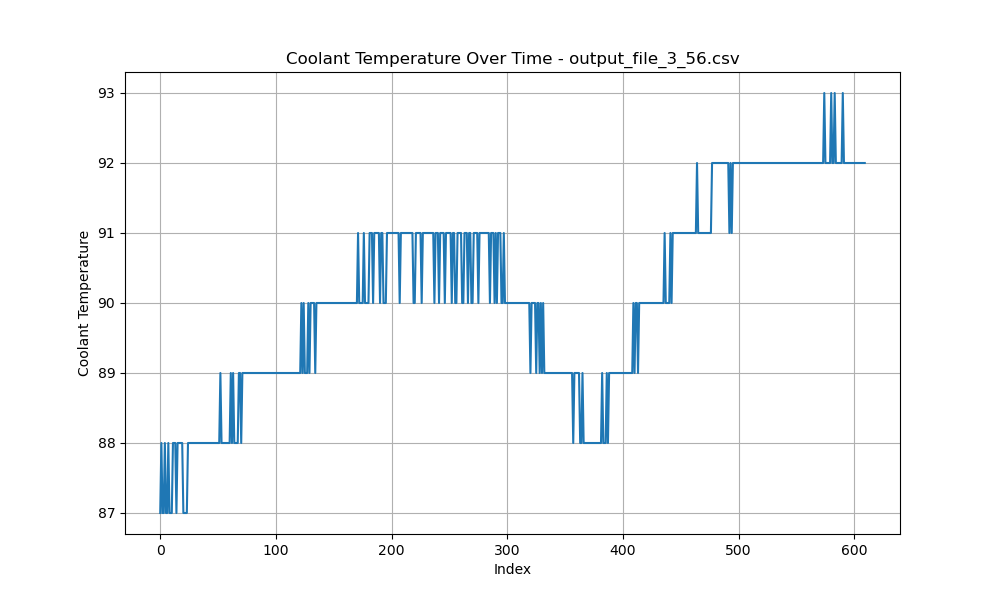 Coolant Temperature Over Time - output_file_3_56.csv
Coolant Temperature
93
92
91
90
89
88
87
0 100 200 300 400 500 600
Index